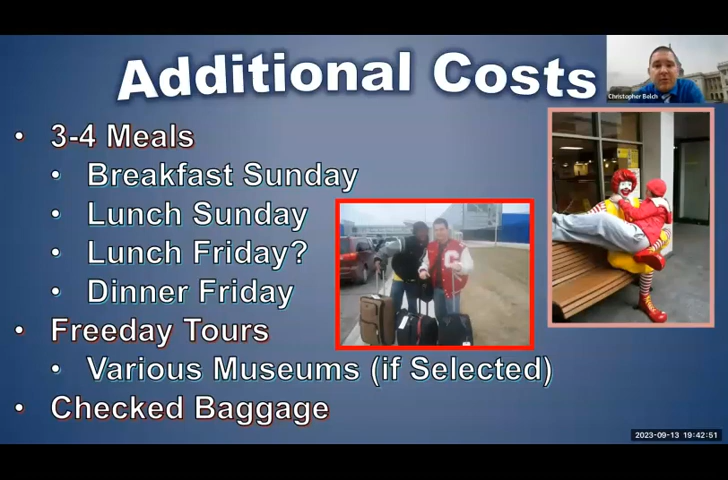 Additional Costs
Christopher Bolch
• 3-4 Meals
• Breakfast Sunday
• Lunch Sunday
• Lunch Friday?
• Dinner Friday
• Freeday Tours
• Various Museums (if Selected)
• Checked Baggage
2023-09-13 19:42:51